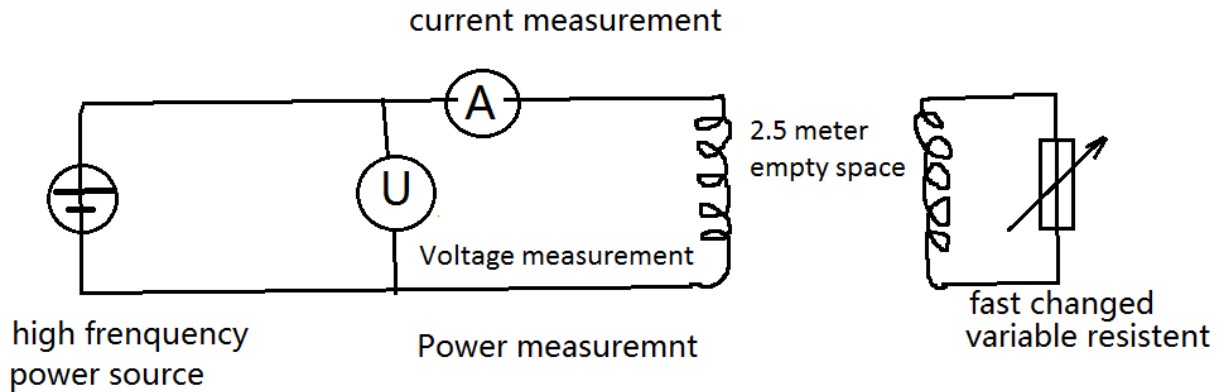 current measurement
A
2.5 meter
empty space
U
Voltage measurement
high frenquency
power source
Power measuremnt
fast changed
variable resistent